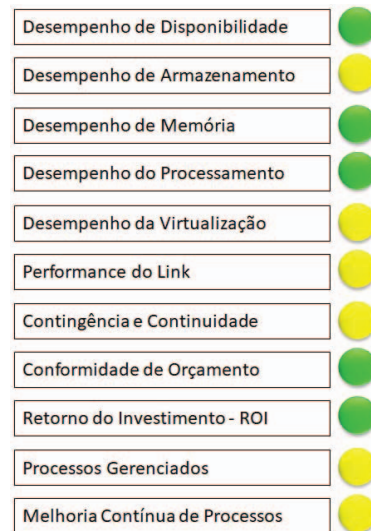 Desempenho de Disponibilidade
Desempenho de Armazenamento
Desempenho de Memória
Desempenho do Processamento
Desempenho da Virtualização
Performance do Link
Contingência e Continuidade
Conformidade de Orçamento
Retorno do Investimento - ROI
Processos Gerenciados
Melhoria Contínua de Processos